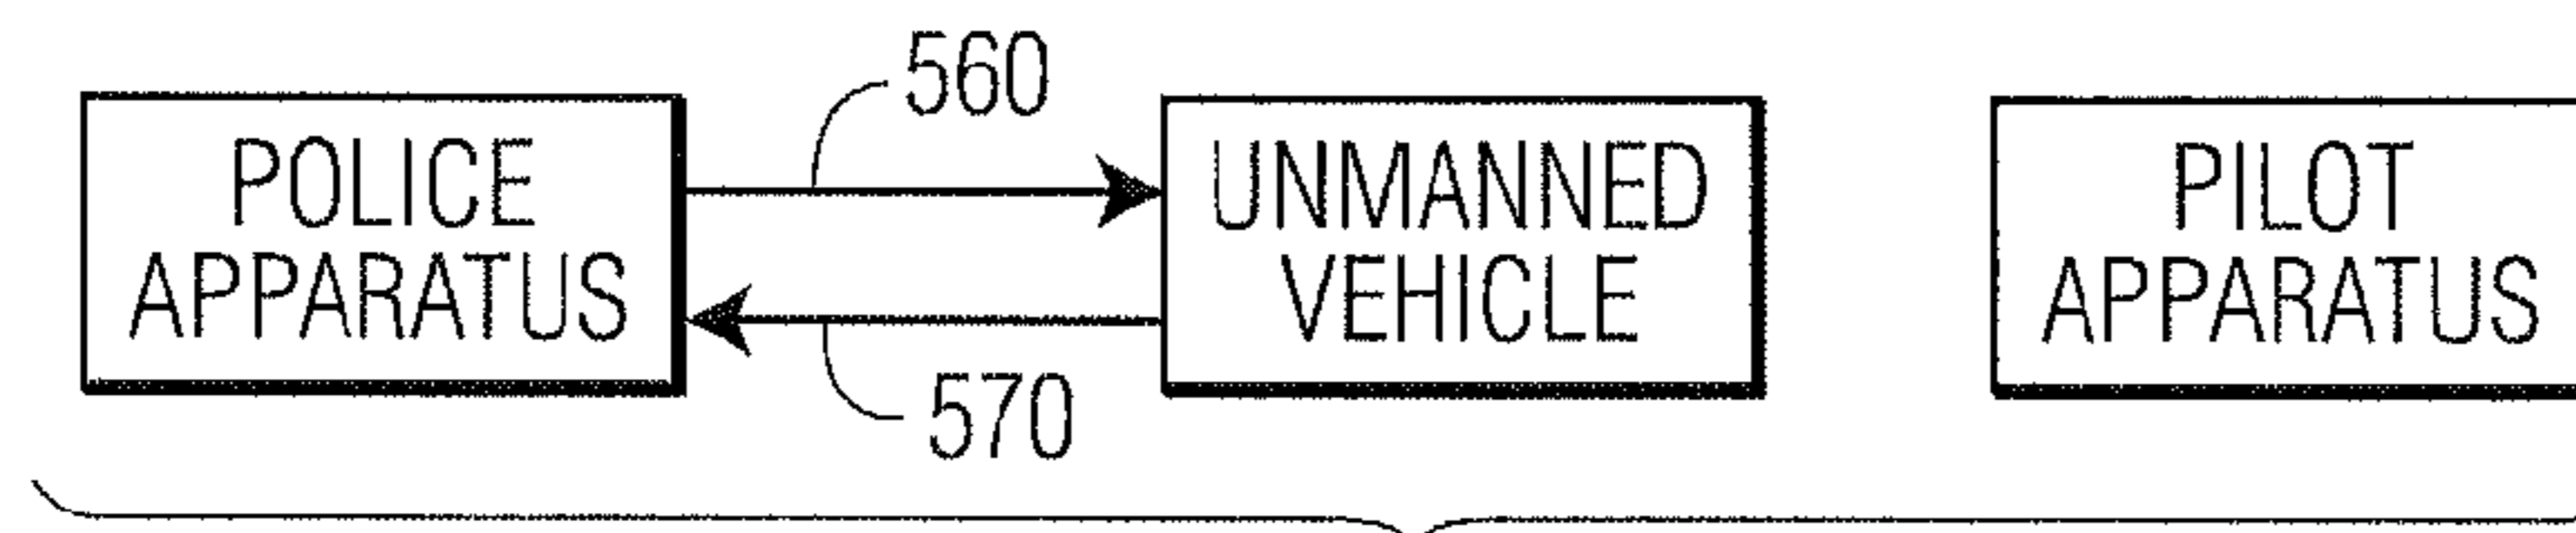 560
POLICE
APPARATUS
UNMANNED
VEHICLE
PILOT
APPARATUS
570